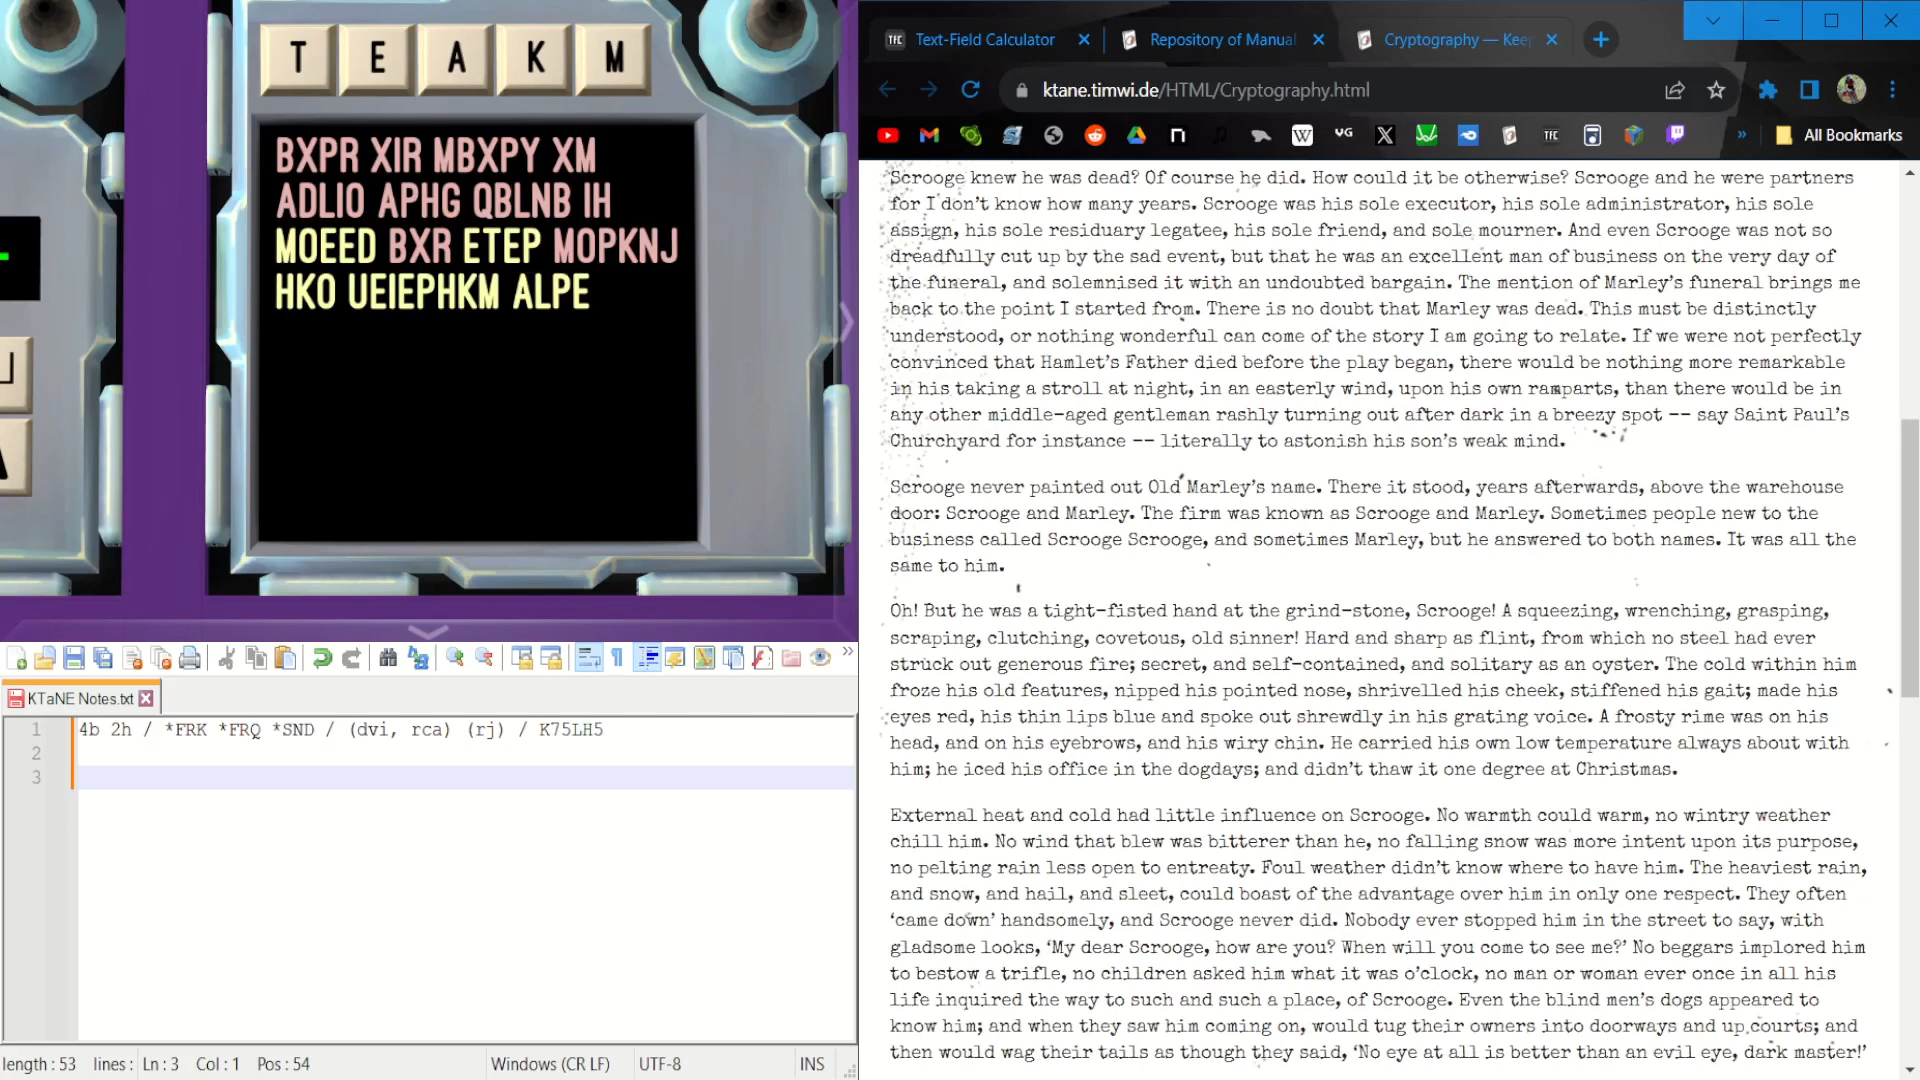 T E A K M
BXPR XIR MBXPY XM
ADLIO APHG QBLNB IH
MOEED BXR ETEP MOPKNJ
HKO UEIEPHKM ALPE
Text-Field Calculator
Repository of Manual
Cryptography — Keep
ktane.timwi.de/HTML/Cryptography.html
All Bookmarks
Scrooge knew he was dead? Of course he did. How could it be otherwise? Scrooge and he were partners
for I don't know how many years. Scrooge was his sole executor, his sole administrator, his sole
assign, his sole residuary legatee, his sole friend, and sole mourner. And even Scrooge was not so
dreadfully cut up by the sad event, but that he was an excellent man of business on the very day of
the funeral, and solemnised it with an undoubted bargain. The mention of Marley's funeral brings me
back to the point I started from. There is no doubt that Marley was dead. This must be distinctly
understood, or nothing wonderful can come of the story I am going to relate. If we were not perfectly
convinced that Hamlet's Father died before the play began, there would be nothing more remarkable
in his taking a stroll at night, in an easterly wind, upon his own ramparts, than there would be in
any other middle-aged gentleman rashly turning out after dark in a breezy spot -- say Saint Paul's
Churchyard for instance -- literally to astonish his son's weak mind.
Scrooge never painted out Old Marley's name. There it stood, years afterwards, above the warehouse
door: Scrooge and Marley. The firm was known as Scrooge and Marley. Sometimes people new to the
business called Scrooge Scrooge, and sometimes Marley, but he answered to both names. It was all the
same to him.
Oh! But he was a tight-fisted hand at the grind-stone, Scrooge! A squeezing, wrenching, grasping,
scraping, clutching, covetous, old sinner! Hard and sharp as flint, from which no steel had ever
struck out generous fire; secret, and self-contained, and solitary as an oyster. The cold within him
froze his old features, nipped his pointed nose, shrivelled his cheek, stiffened his gait; made his
eyes red, his thin lips blue and spoke out shrewdly in his grating voice. A frosty rime was on his
head, and on his eyebrows, and his wiry chin. He carried his own low temperature always about with
him; he iced his office in the dogdays; and didn't thaw it one degree at Christmas.
External heat and cold had little influence on Scrooge. No warmth could warm, no wintry weather
chill him. No wind that blew was bitterer than he, no falling snow was more intent upon its purpose,
no pelting rain less open to entreaty. Foul weather didn't know where to have him. The heaviest rain,
and snow, and hail, and sleet, could boast of the advantage over him in only one respect. They often
‘came down’ handsomely, and Scrooge never did. Nobody ever stopped him in the street to say, with
gladsome looks, ‘My dear Scrooge, how are you? When will you come to see me?’ No beggars implored him
to bestow a trifle, no children asked him what it was o'clock, no man or woman ever once in all his
life inquired the way to such and such a place, of Scrooge. Even the blind men's dogs appeared to
know him; and when they saw him coming on, would tug their owners into doorways and up courts; and
then would wag their tails as though they said, ‘No eye at all is better than an evil eye, dark master!’
KTaNE Notes.txt
1 4b 2h / *FRK *FRQ *SND / (dvi, rca) (rj) / K75LH5
2
3
length : 53 lines : Ln : 3 Col : 1 Pos : 54 Windows (CR LF) UTF-8 INS